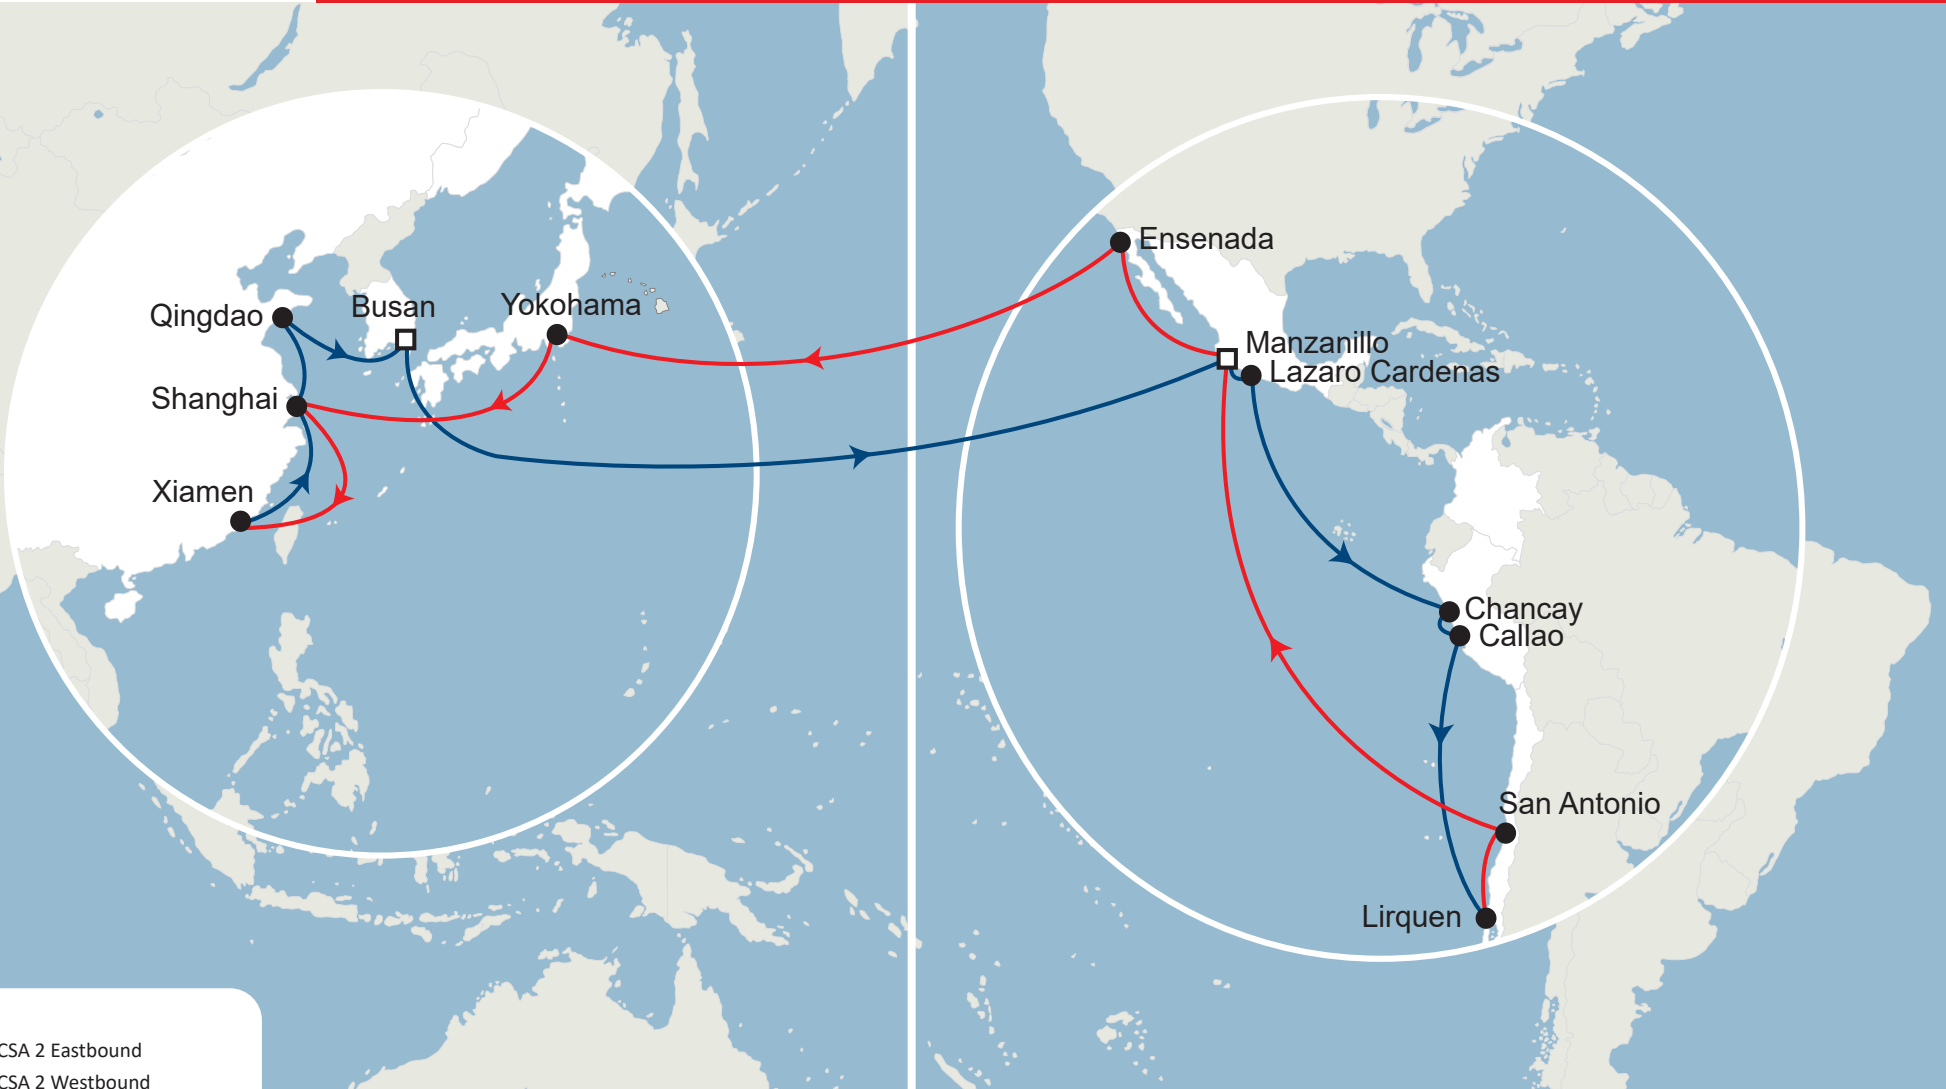 Ensenada
Yokohama
Busan
Qingdao
Manzanillo
Lazaro Cardenas
Shanghai
Xiamen
Chancay
Callao
San Antonio
Lirquen
CSA 2 Eastbound
CSA 2 Westbound